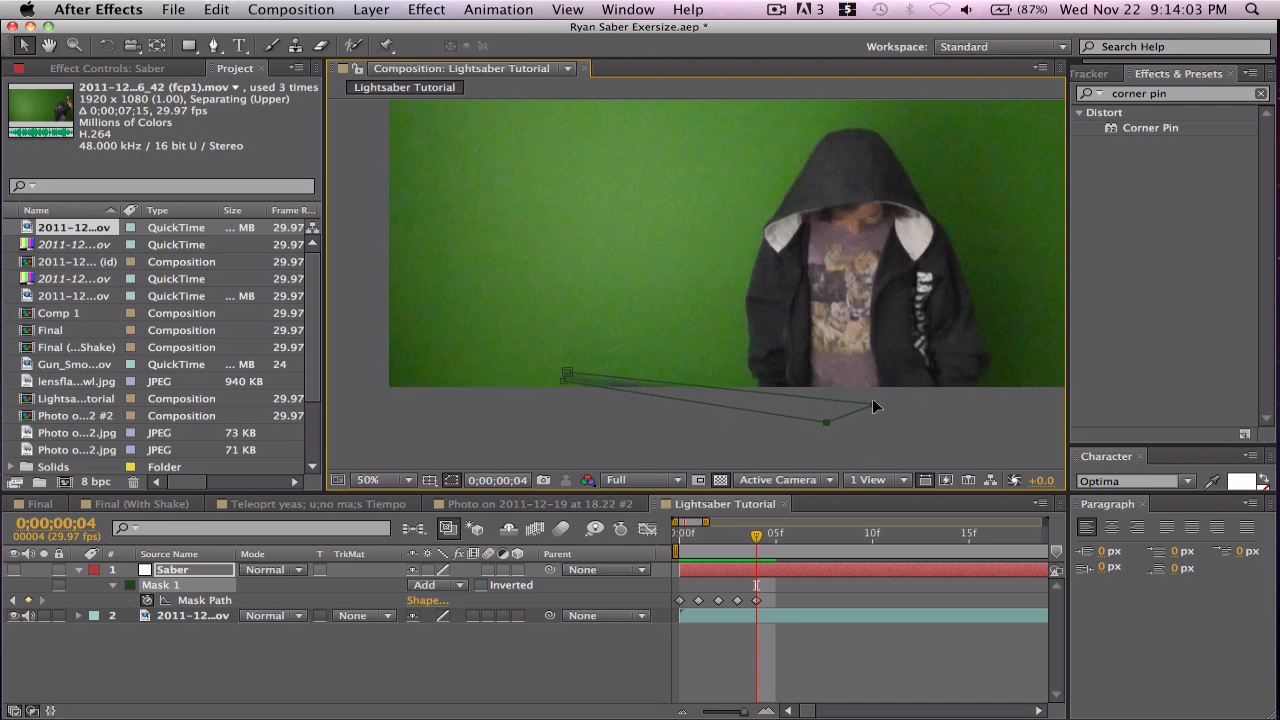 After Effects File Edit Composition Layer Effect Animation View Window Help 3 5 (87%) Wed Nov 22 9:14:03 PM
Ryan Saber Exersize.aep *
Workspace: Standard Search Help
Effect Controls: Saber Project Composition: Lightsaber Tutorial Tracker Effects & Presets
2011-12...6_42 (fcp1).mov , used 3 times
1920 x 1080 (1.00), Separating (Upper)
Δ 0;00;07;15, 29.97 fps
Millions of Colors
H.264
48.000 kHz / 16 bit U / Stereo
Lightsaber Tutorial
corner pin
Distort
Corner Pin
Name Type Size Frame R...
2011-12...ov QuickTime ... MB 29.97
2011-12...ov QuickTime ... MB 29.97
2011-12... (id) Composition 29.97
2011-12...ov QuickTime ... MB 29.97
2011-12...ov QuickTime ... MB 29.97
Comp 1 Composition 29.97
Final Composition 29.97
Final (...Shake) Composition 29.97
Gun_Smo...ov QuickTime ... MB 24
lensfla...wl.jpg JPEG 940 KB
Lightsa...torial Composition 29.97
Photo o...2 #2 Composition 29.97
Photo o...2.jpg JPEG 73 KB
Photo o...2.jpg JPEG 71 KB
Solids Folder
8 bpc
50% 0;00;00;04 Full Active Camera 1 View +0.0
Character
Optima
Final Final (With Shake) Teleoprt yeas; u;no ma;s Tiempo Photo on 2011-12-19 at 18.22 #2 Lightsaber Tutorial Paragraph
0;00;00;04
00004 (29.97 fps)
0:00f 05f 10f 15f
# Source Name Mode T TrkMat Parent
1 Saber Normal None
Mask 1 Add Inverted
Mask Path Shape...
2 2011-12...ov Normal None None
0 px 0 px 0 px
0 px 0 px